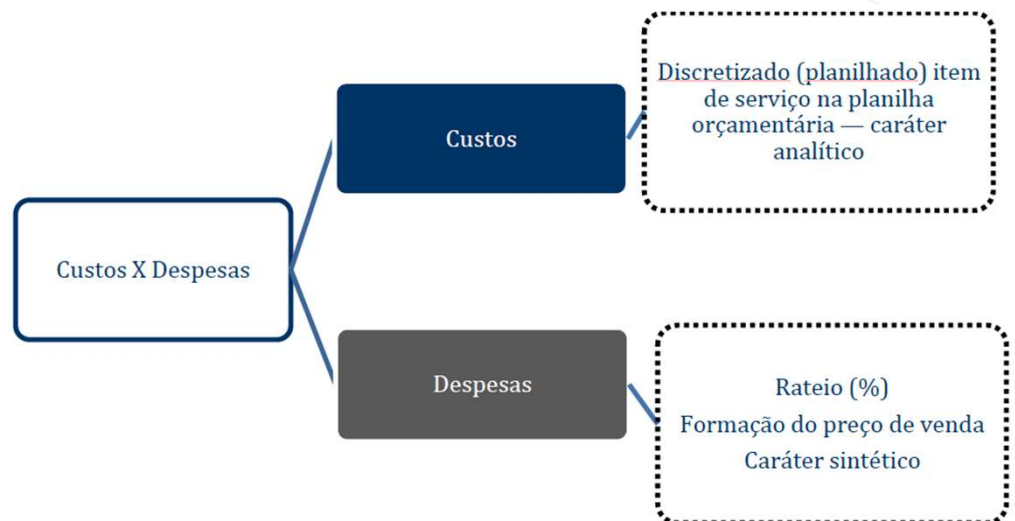 Custos X Despesas
Custos
Discretizado (planilhado) item
de serviço na planilha
orçamentária — caráter
analítico
Despesas
Rateio (%)
Formação do preço de venda
Caráter sintético